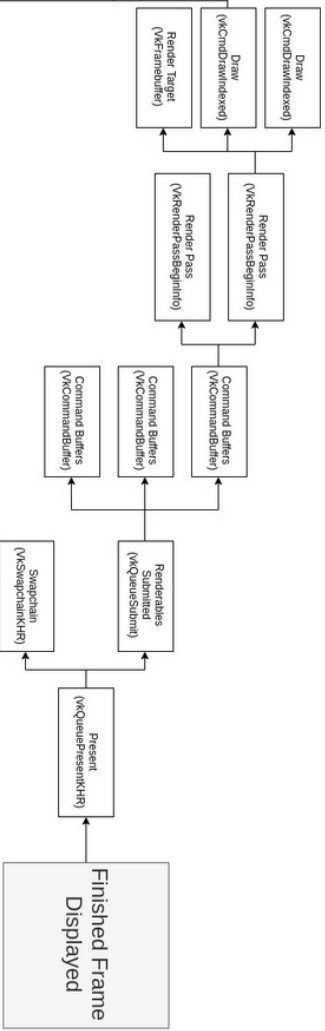 Finished Frame
Displayed
Present
(vkQueuePresentKHR)
Renderables
Submitted
(vkQueueSubmit)
Swapchain
(VkSwapchainKHR)
Command Buffers
(VkCommandBuffer)
Command Buffers
(VkCommandBuffer)
Command Buffers
(VkCommandBuffer)
Render Pass
(VkRenderPassBeginInfo)
Render Pass
(VkRenderPassBeginInfo)
Draw
(vkCmdDrawIndexed)
Draw
(vkCmdDrawIndexed)
Render Target
(VkFramebuffer)